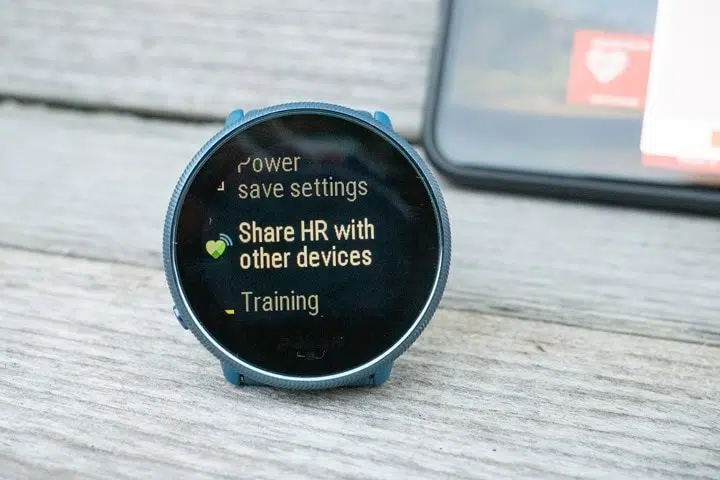 Power
save settings
Share HR with
other devices
Training